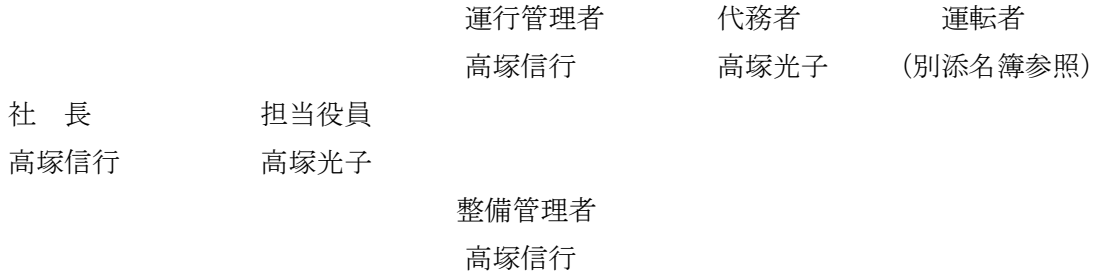 運行管理者　代務者　運転者
高塚信行　高塚光子　（別添名簿参照）
社　長　担当役員
高塚信行　高塚光子
整備管理者
高塚信行